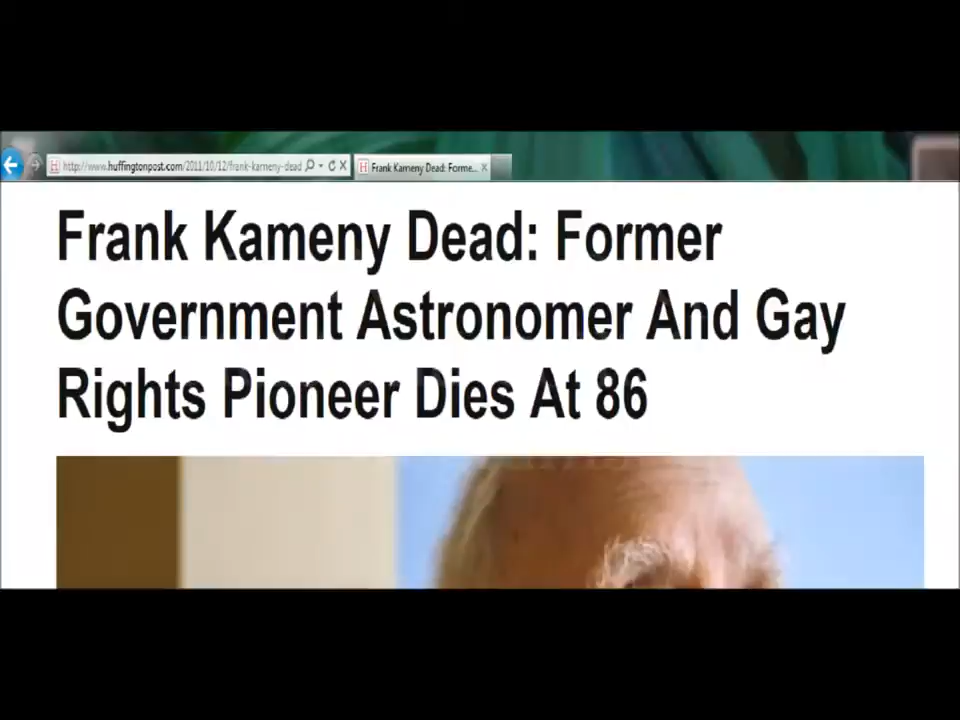 http://www.huffingtonpost.com/2011/10/12/frank-kameny-dead
Frank Kameny Dead: Forme...
Frank Kameny Dead: Former
Government Astronomer And Gay
Rights Pioneer Dies At 86